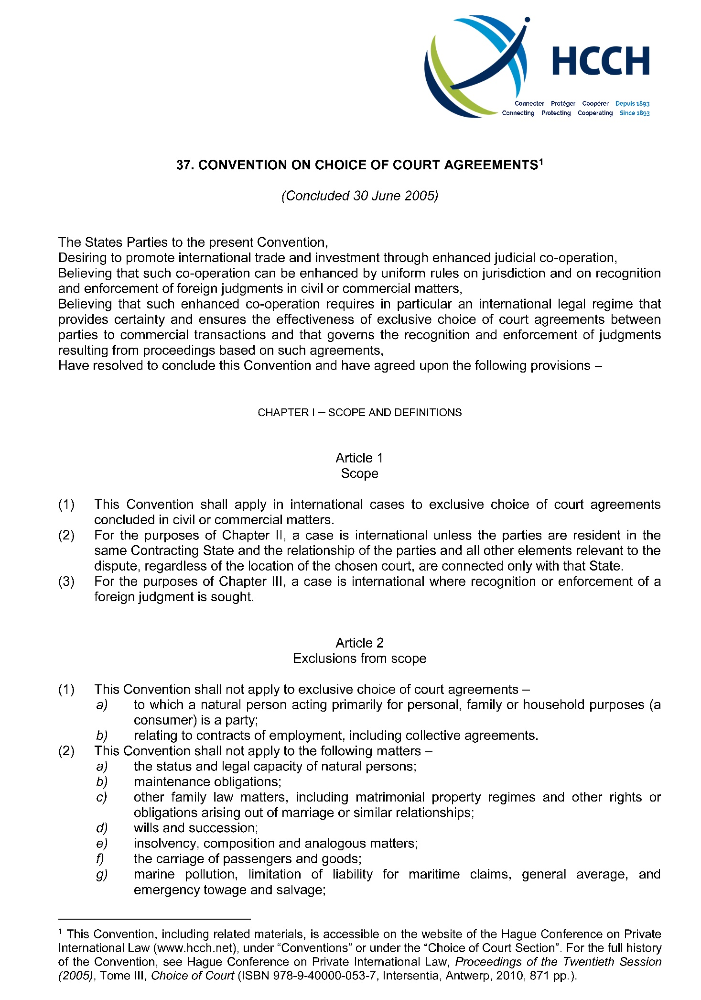 HCCH
Connecter Protéger Coopérer Depuis 1893
Connecting Protecting Cooperating Since 1893
37. CONVENTION ON CHOICE OF COURT AGREEMENTS¹
(Concluded 30 June 2005)
The States Parties to the present Convention,
Desiring to promote international trade and investment through enhanced judicial co-operation,
Believing that such co-operation can be enhanced by uniform rules on jurisdiction and on recognition
and enforcement of foreign judgments in civil or commercial matters,
Believing that such enhanced co-operation requires in particular an international legal regime that
provides certainty and ensures the effectiveness of exclusive choice of court agreements between
parties to commercial transactions and that governs the recognition and enforcement of judgments
resulting from proceedings based on such agreements,
Have resolved to conclude this Convention and have agreed upon the following provisions –
CHAPTER I — SCOPE AND DEFINITIONS
Article 1
Scope
(1) This Convention shall apply in international cases to exclusive choice of court agreements
concluded in civil or commercial matters.
(2) For the purposes of Chapter II, a case is international unless the parties are resident in the
same Contracting State and the relationship of the parties and all other elements relevant to the
dispute, regardless of the location of the chosen court, are connected only with that State.
(3) For the purposes of Chapter III, a case is international where recognition or enforcement of a
foreign judgment is sought.
Article 2
Exclusions from scope
(1) This Convention shall not apply to exclusive choice of court agreements –
a) to which a natural person acting primarily for personal, family or household purposes (a
consumer) is a party;
b) relating to contracts of employment, including collective agreements.
(2) This Convention shall not apply to the following matters –
a) the status and legal capacity of natural persons;
b) maintenance obligations;
c) other family law matters, including matrimonial property regimes and other rights or
obligations arising out of marriage or similar relationships;
d) wills and succession;
e) insolvency, composition and analogous matters;
f) the carriage of passengers and goods;
g) marine pollution, limitation of liability for maritime claims, general average, and
emergency towage and salvage;
¹ This Convention, including related materials, is accessible on the website of the Hague Conference on Private
International Law (www.hcch.net), under “Conventions” or under the “Choice of Court Section”. For the full history
of the Convention, see Hague Conference on Private International Law, Proceedings of the Twentieth Session
(2005), Tome III, Choice of Court (ISBN 978-9-40000-053-7, Intersentia, Antwerp, 2010, 871 pp.).